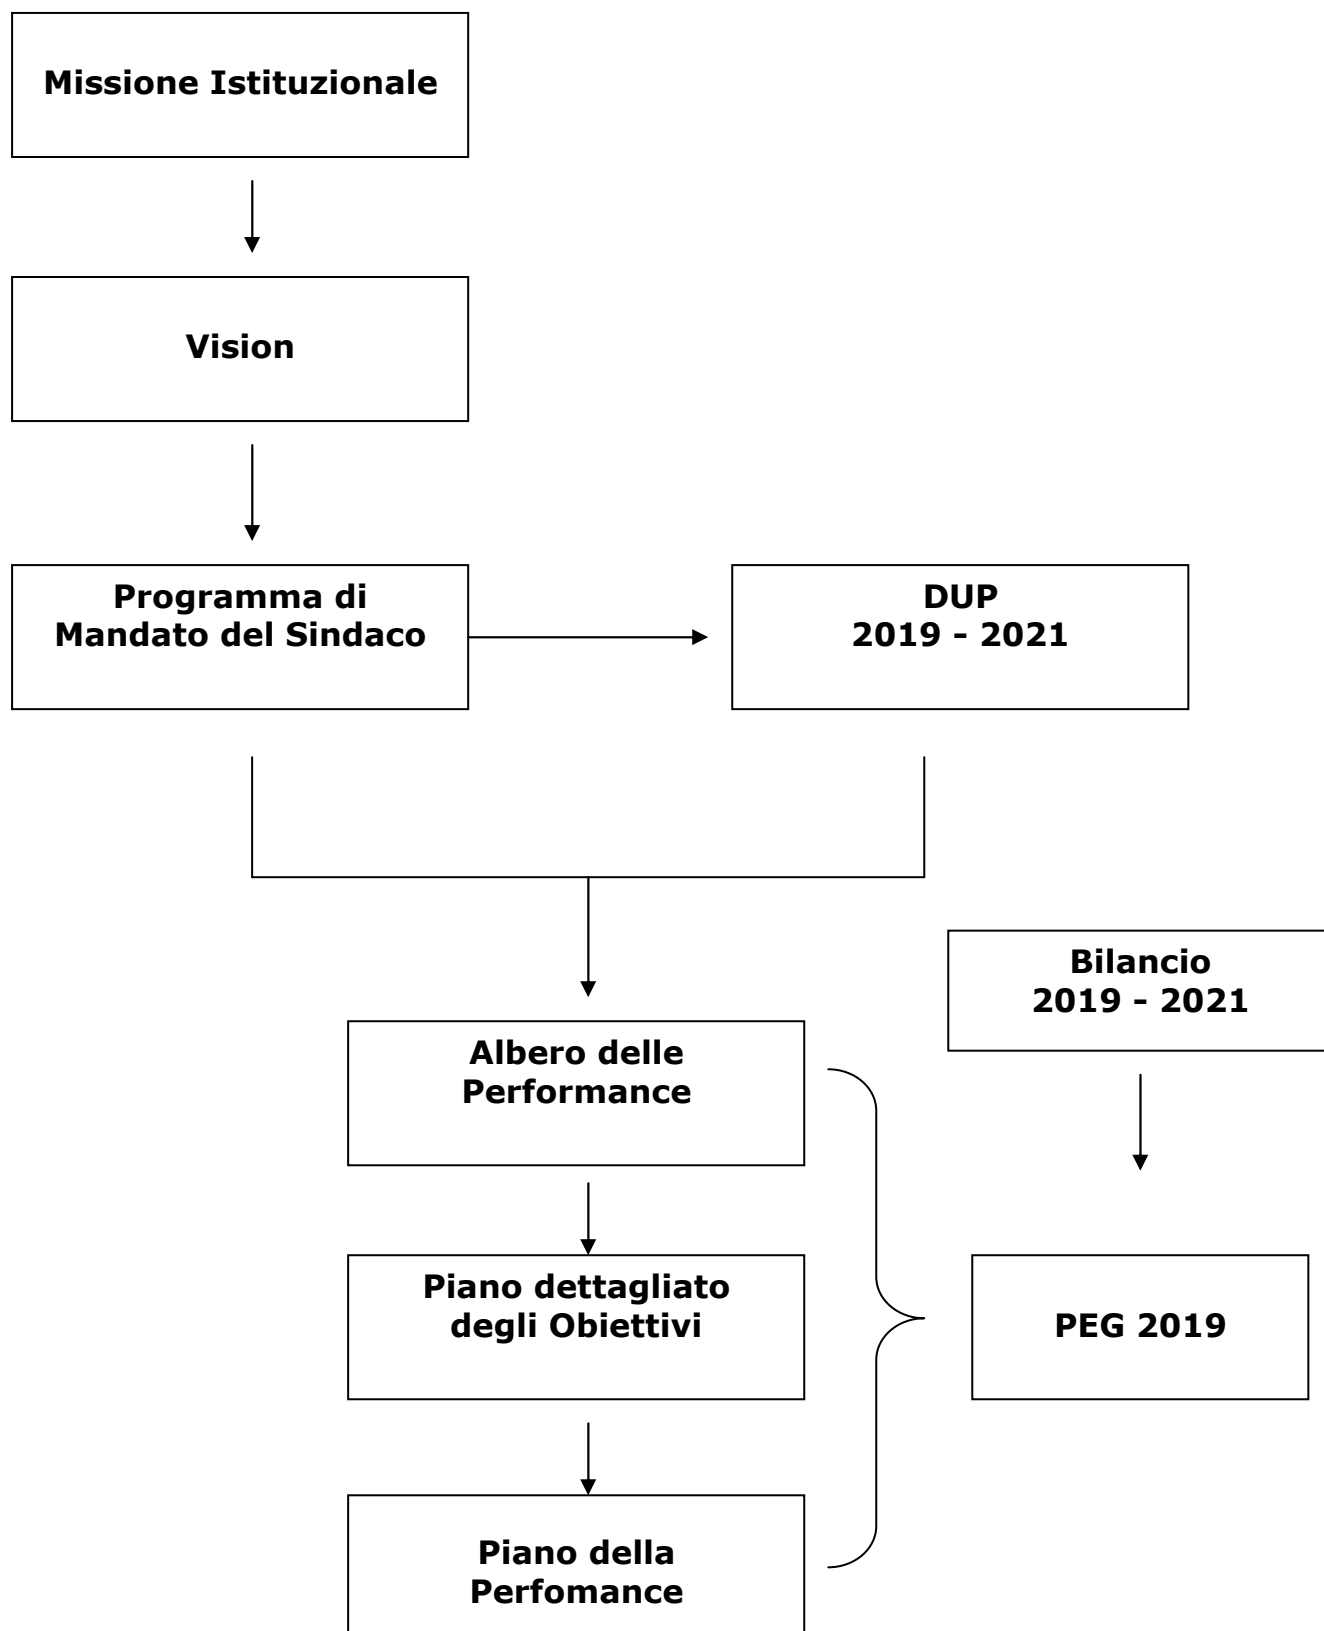 Missione Istituzionale
Vision
Programma di
Mandato del Sindaco
DUP
2019 - 2021
Bilancio
2019 - 2021
Albero delle
Performance
Piano dettagliato
degli Obiettivi
PEG 2019
Piano della
Perfomance